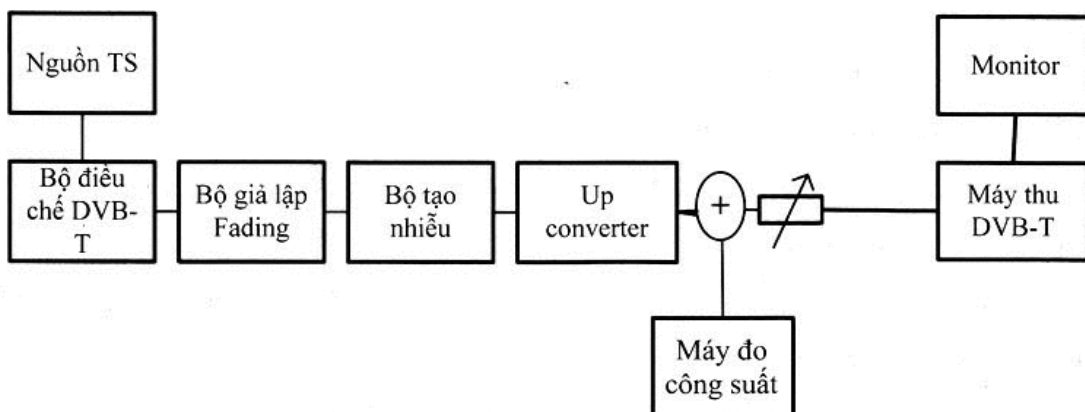 Nguồn TS
Monitor
Bộ điều
chế DVB-
T
Bộ giả lập
Fading
Bộ tạo
nhiễu
Up
converter
+
Máy thu
DVB-T
Máy đo
công suất